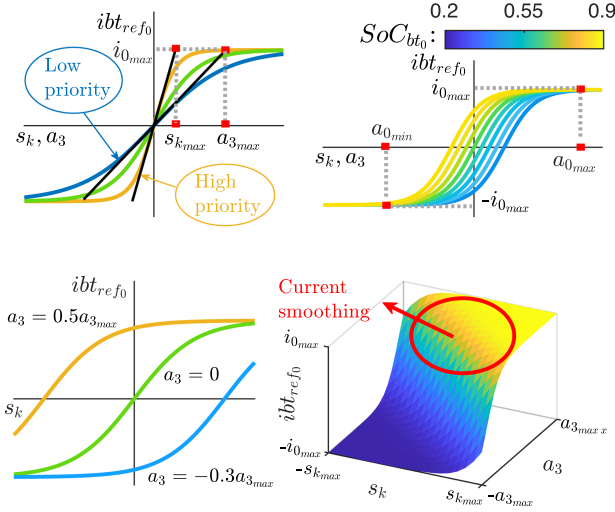 ibt_{ref_0}
i_{0_{max}}
Low
priority
s_k, a_3
s_{k_{max}}
a_{3_{max}}
High
priority
0.2 0.55 0.9
SoC_{bt_0}:
ibt_{ref_0}
i_{0_{max}}
s_k, a_3
a_{0_{min}}
a_{0_{max}}
-i_{0_{max}}
ibt_{ref_0}
a_3 = 0.5a_{3_{max}}
a_3 = 0
s_k
a_3 = -0.3a_{3_{max}}
Current
smoothing
i_{0_{max}}
ibt_{ref_0}
-i_{0_{max}}
-s_{k_{max}}
s_k
s_{k_{max}}
-a_{3_{max}}
a_3
a_{3_{max} x}